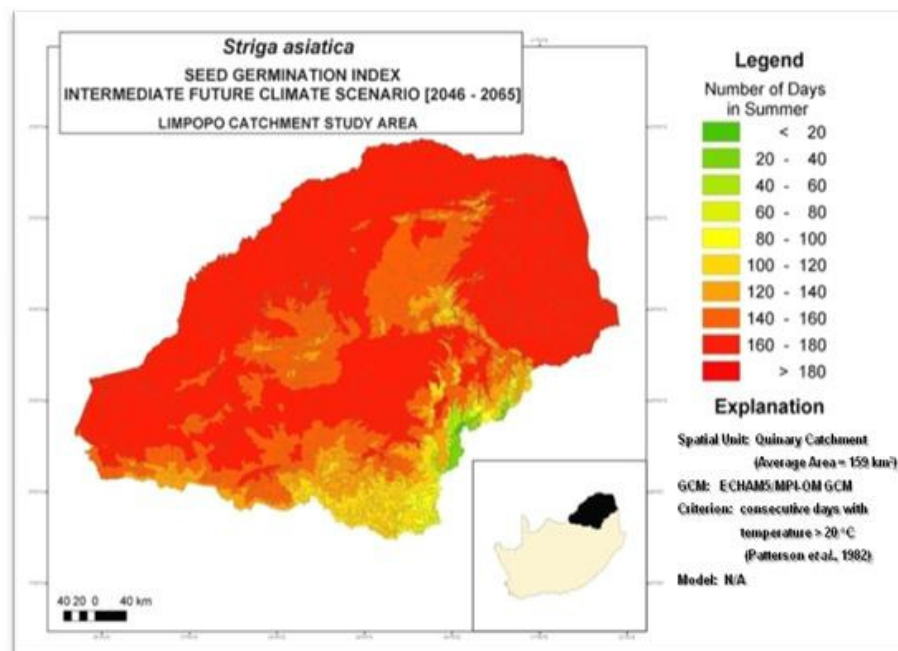 Striga asiatica
SEED GERMINATION INDEX
INTERMEDIATE FUTURE CLIMATE SCENARIO [2046 - 2065]
LIMPOPO CATCHMENT STUDY AREA
Legend
Number of Days
in Summer
< 20
20 - 40
40 - 60
60 - 80
80 - 100
100 - 120
120 - 140
140 - 160
160 - 180
> 180
Explanation
Spatial Unit: Quinary Catchment
(Average Area = 159 km²)
GCM: ECHAM5/MPI-OM GCM
Criterion: consecutive days with
temperature > 20 °C
(Patterson et al., 1982)
Model: N/A
40 20 0 40 km